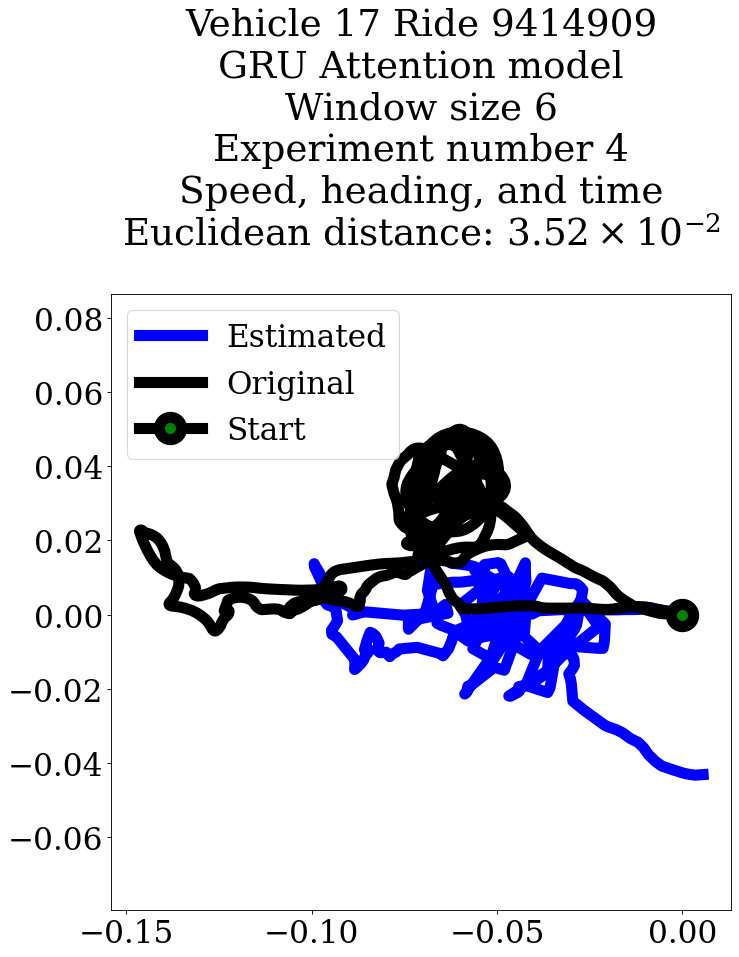 Vehicle 17 Ride 9414909
GRU Attention model
Window size 6
Experiment number 4
Speed, heading, and time
Euclidean distance: 3.52 × 10⁻²
Estimated
Original
Start
0.08
0.06
0.04
0.02
0.00
−0.02
−0.04
−0.06
−0.15 −0.10 −0.05 0.00